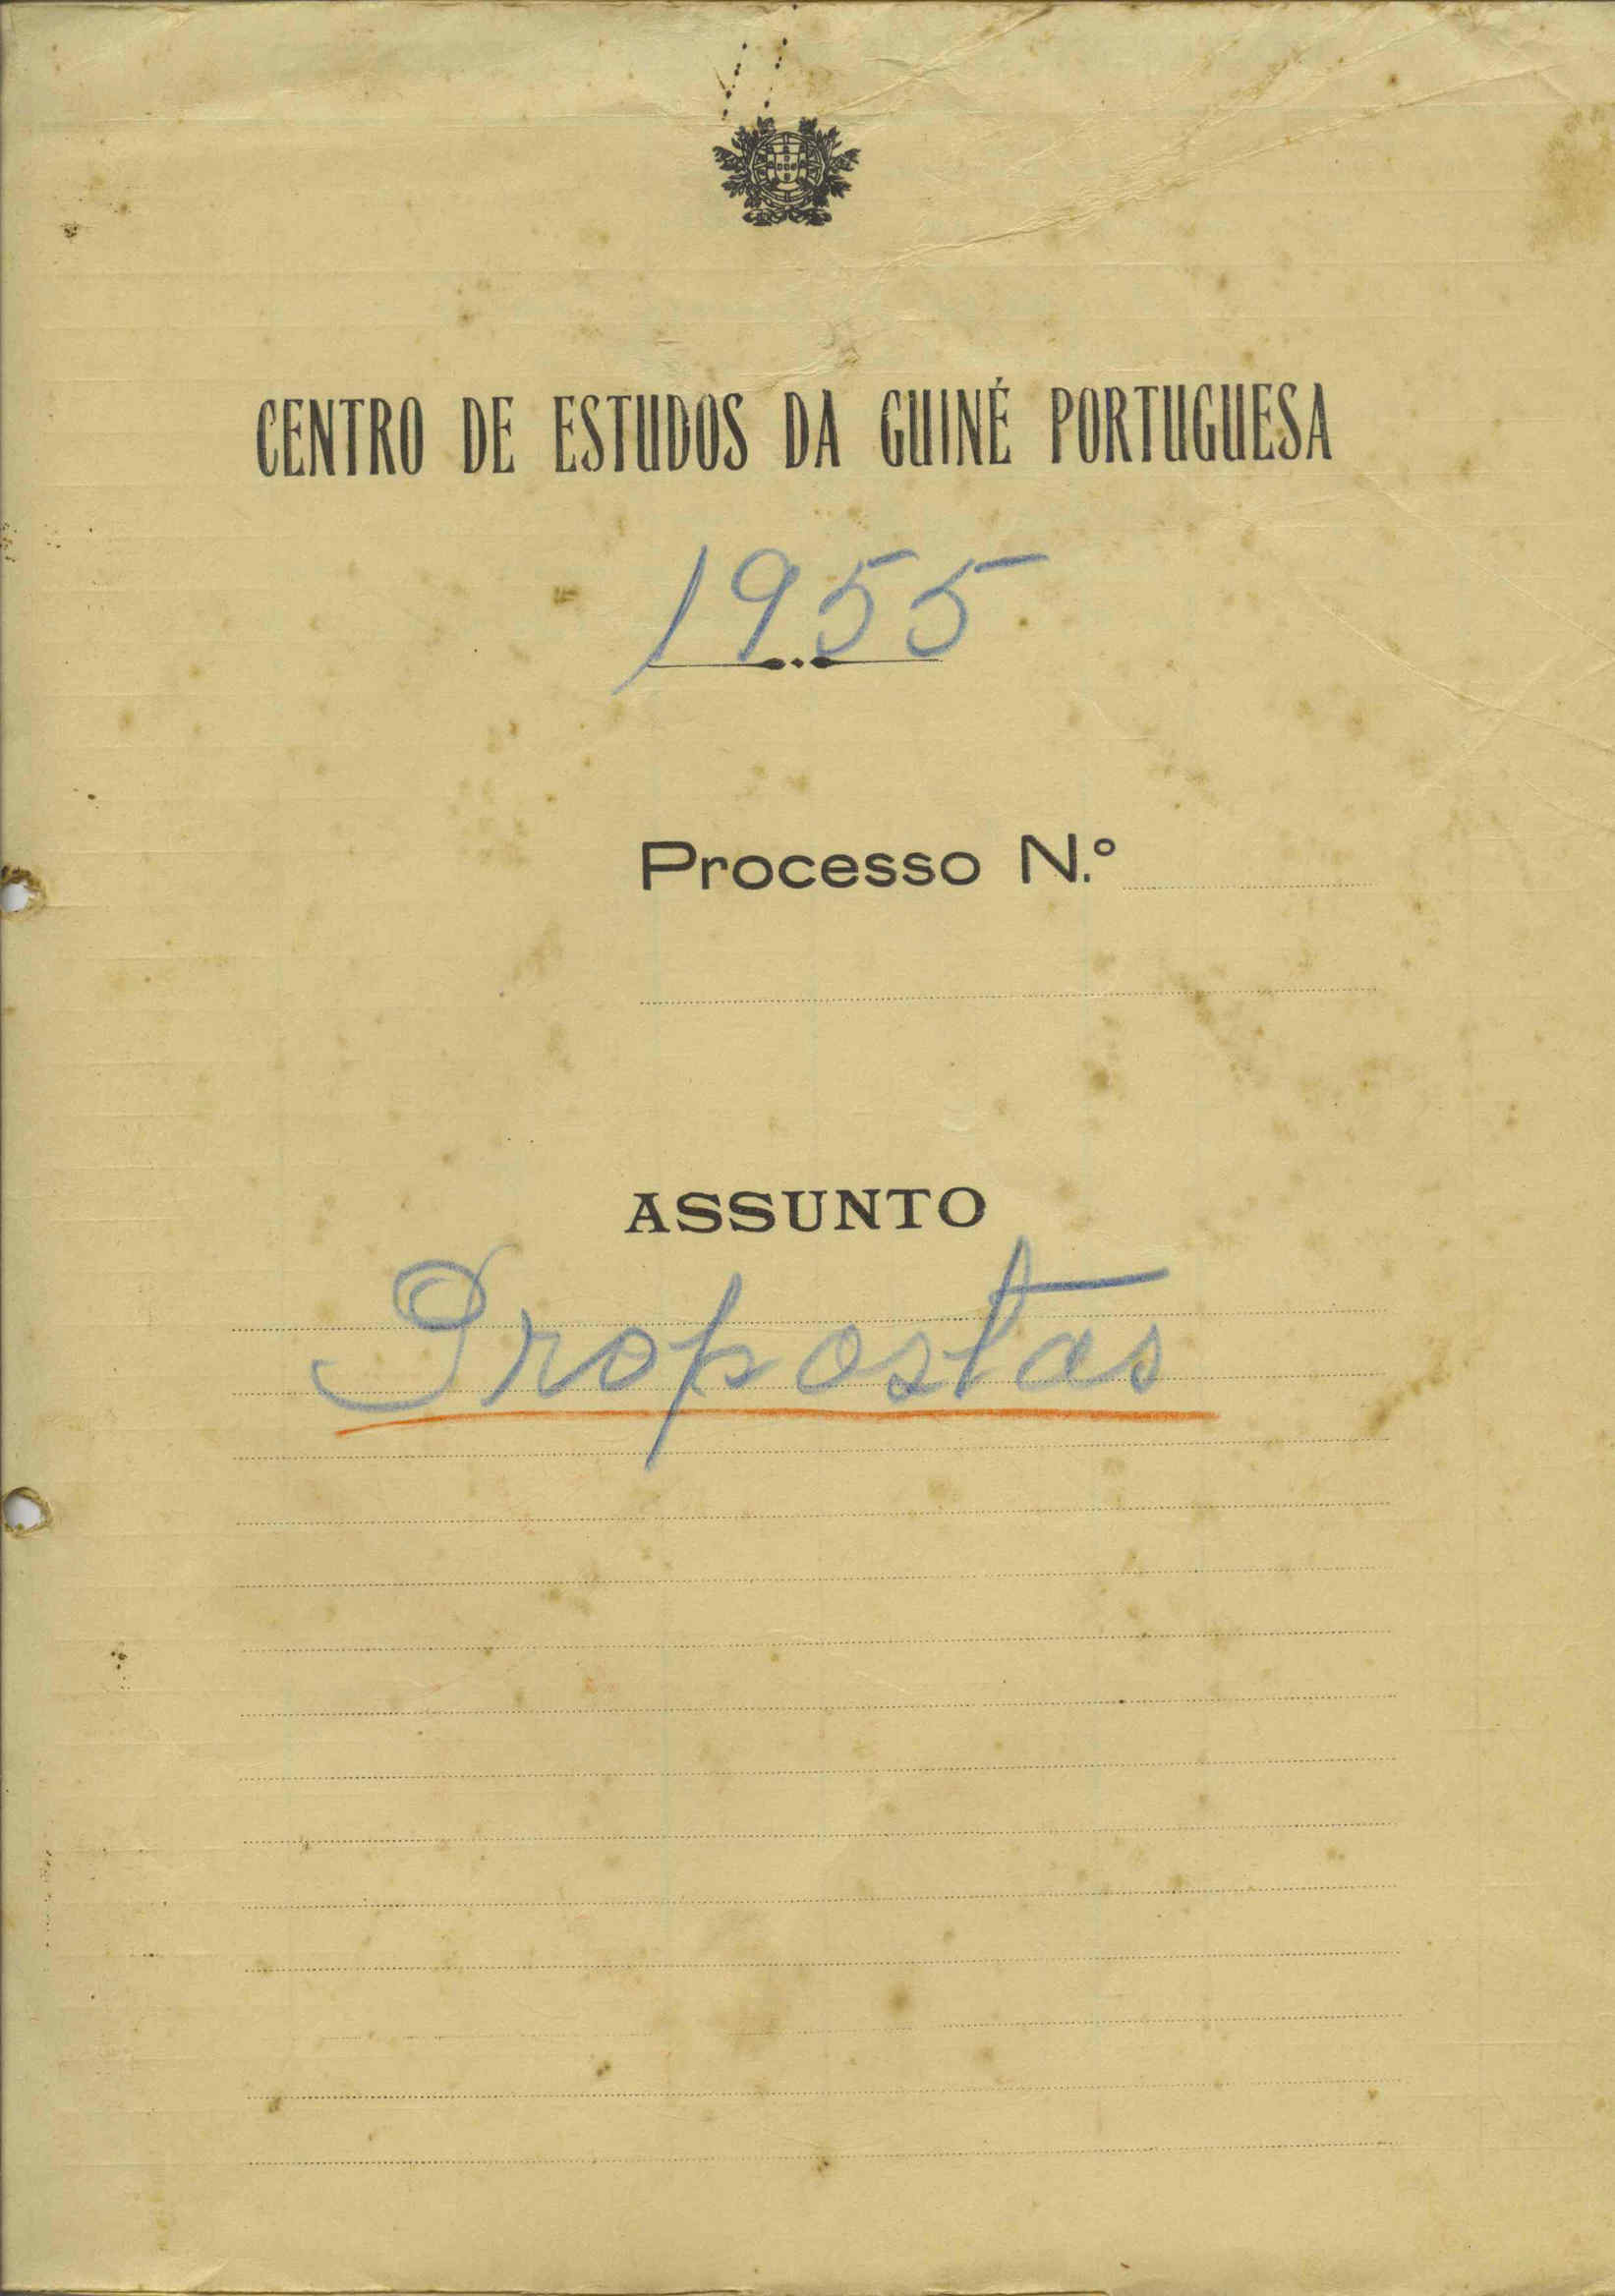 CENTRO DE ESTUDOS DA GUINÉ PORTUGUESA
1955
Processo N.º
ASSUNTO
Propostas